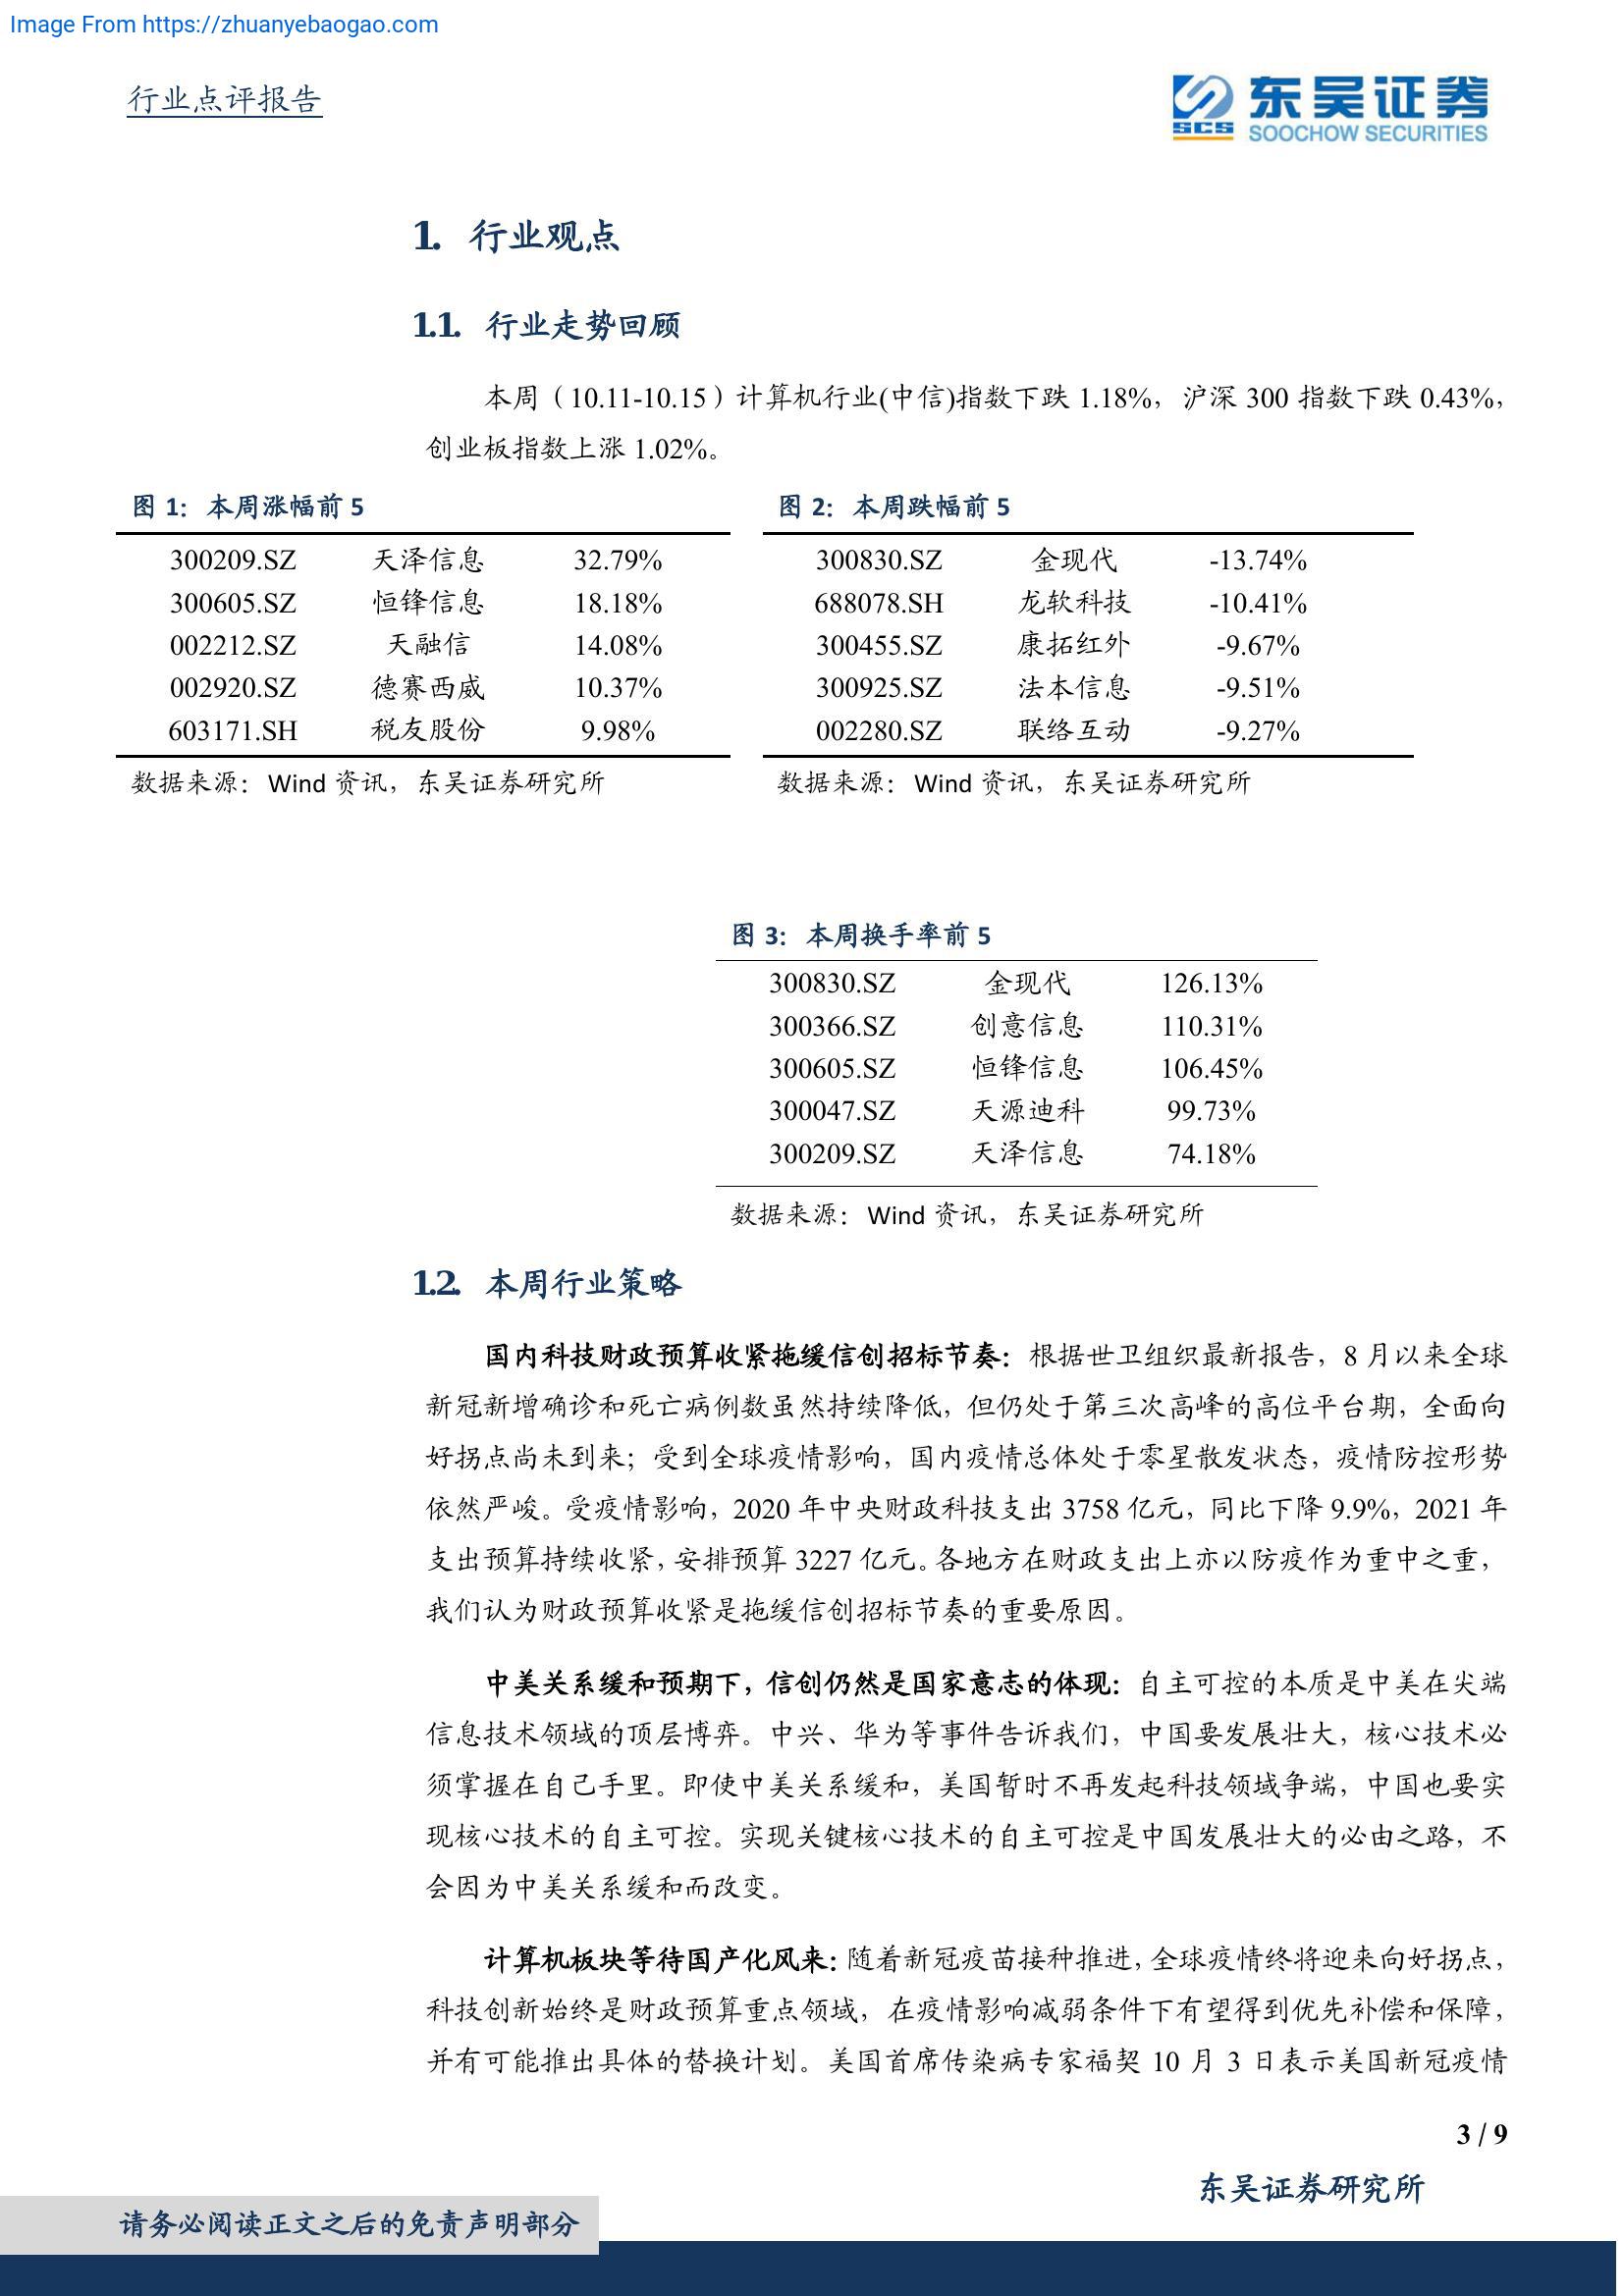 Image From https://zhuanyebaogao.com
行业点评报告
SCS
东吴证券
SOOCHOW SECURITIES
1. 行业观点
1.1. 行业走势回顾
本周（10.11-10.15）计算机行业(中信)指数下跌 1.18%，沪深 300 指数下跌 0.43%，
创业板指数上涨 1.02%。
图 1：本周涨幅前 5
300209.SZ 天泽信息 32.79%
300605.SZ 恒锋信息 18.18%
002212.SZ 天融信 14.08%
002920.SZ 德赛西威 10.37%
603171.SH 税友股份 9.98%
数据来源：Wind 资讯，东吴证券研究所
图 2：本周跌幅前 5
300830.SZ 金现代 -13.74%
688078.SH 龙软科技 -10.41%
300455.SZ 康拓红外 -9.67%
300925.SZ 法本信息 -9.51%
002280.SZ 联络互动 -9.27%
数据来源：Wind 资讯，东吴证券研究所
图 3：本周换手率前 5
300830.SZ 金现代 126.13%
300366.SZ 创意信息 110.31%
300605.SZ 恒锋信息 106.45%
300047.SZ 天源迪科 99.73%
300209.SZ 天泽信息 74.18%
数据来源：Wind 资讯，东吴证券研究所
1.2. 本周行业策略
国内科技财政预算收紧拖缓信创招标节奏：根据世卫组织最新报告，8 月以来全球
新冠新增确诊和死亡病例数虽然持续降低，但仍处于第三次高峰的高位平台期，全面向
好拐点尚未到来；受到全球疫情影响，国内疫情总体处于零星散发状态，疫情防控形势
依然严峻。受疫情影响，2020 年中央财政科技支出 3758 亿元，同比下降 9.9%，2021 年
支出预算持续收紧，安排预算 3227 亿元。各地方在财政支出上亦以防疫作为重中之重，
我们认为财政预算收紧是拖缓信创招标节奏的重要原因。
中美关系缓和预期下，信创仍然是国家意志的体现：自主可控的本质是中美在尖端
信息技术领域的顶层博弈。中兴、华为等事件告诉我们，中国要发展壮大，核心技术必
须掌握在自己手里。即使中美关系缓和，美国暂时不再发起科技领域争端，中国也要实
现核心技术的自主可控。实现关键核心技术的自主可控是中国发展壮大的必由之路，不
会因为中美关系缓和而改变。
计算机板块等待国产化风来：随着新冠疫苗接种推进，全球疫情终将迎来向好拐点，
科技创新始终是财政预算重点领域，在疫情影响减弱条件下有望得到优先补偿和保障，
并有可能推出具体的替换计划。美国首席传染病专家福契 10 月 3 日表示美国新冠疫情
3 / 9
东吴证券研究所
请务必阅读正文之后的免责声明部分